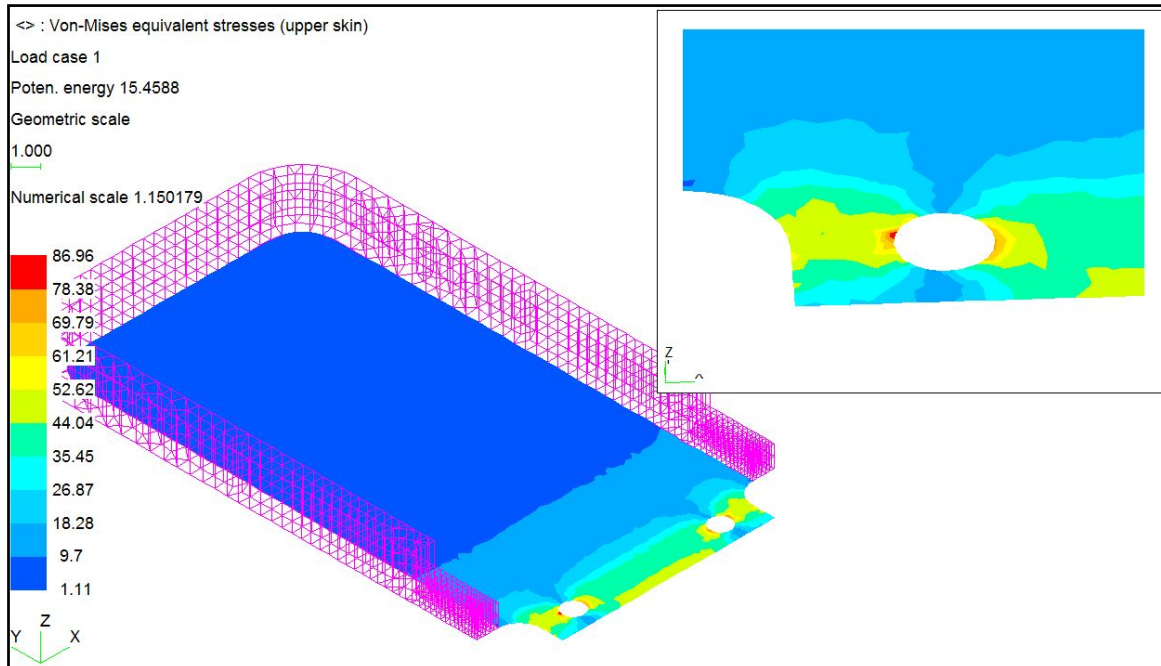 <> : Von-Mises equivalent stresses (upper skin)
Load case 1
Poten. energy 15.4588
Geometric scale
1.000
Numerical scale 1.150179
86.96
78.38
69.79
61.21
52.62
44.04
35.45
26.87
18.28
9.7
1.11
Z
Y X
Z